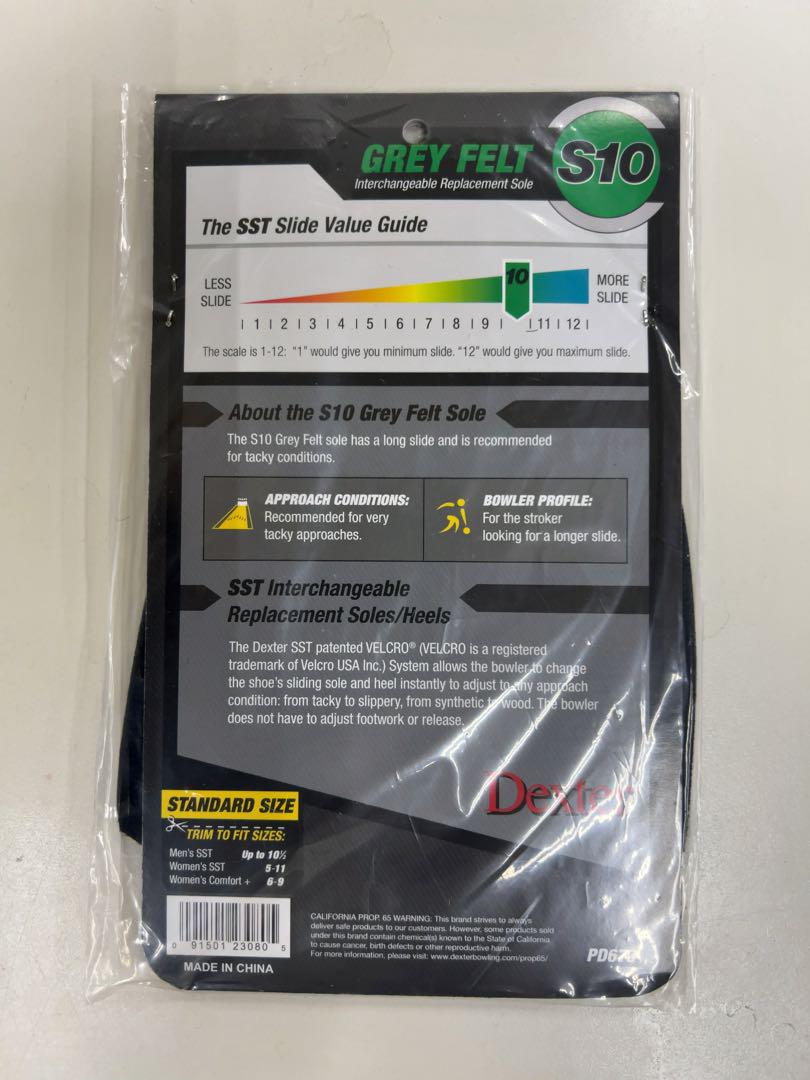 GREY FELT
Interchangeable Replacement Sole
S10
The SST Slide Value Guide
LESS
SLIDE
10
MORE
SLIDE
| 1 | 2 | 3 | 4 | 5 | 6 | 7 | 8 | 9 | | 11 | 12 |
The scale is 1-12: "1" would give you minimum slide. "12" would give you maximum slide.
About the S10 Grey Felt Sole
The S10 Grey Felt sole has a long slide and is recommended
for tacky conditions.
APPROACH CONDITIONS:
Recommended for very
tacky approaches.
BOWLER PROFILE:
For the stroker
looking for a longer slide.
SST Interchangeable
Replacement Soles/Heels
The Dexter SST patented VELCRO® (VELCRO is a registered
trademark of Velcro USA Inc.) System allows the bowler to change
the shoe's sliding sole and heel instantly to adjust to any approach
condition: from tacky to slippery, from synthetic to wood. The bowler
does not have to adjust footwork or release.
Dexter
STANDARD SIZE
TRIM TO FIT SIZES:
Men's SST Up to 10½
Women's SST 5-11
Women's Comfort + 6-9
0 91501 23080 5
MADE IN CHINA
CALIFORNIA PROP. 65 WARNING: This brand strives to always
deliver safe products to our customers. However, some products sold
under this brand contain chemical(s) known to the State of California
to cause cancer, birth defects or other reproductive harm.
For more information, please visit: www.dexterbowling.com/prop65/